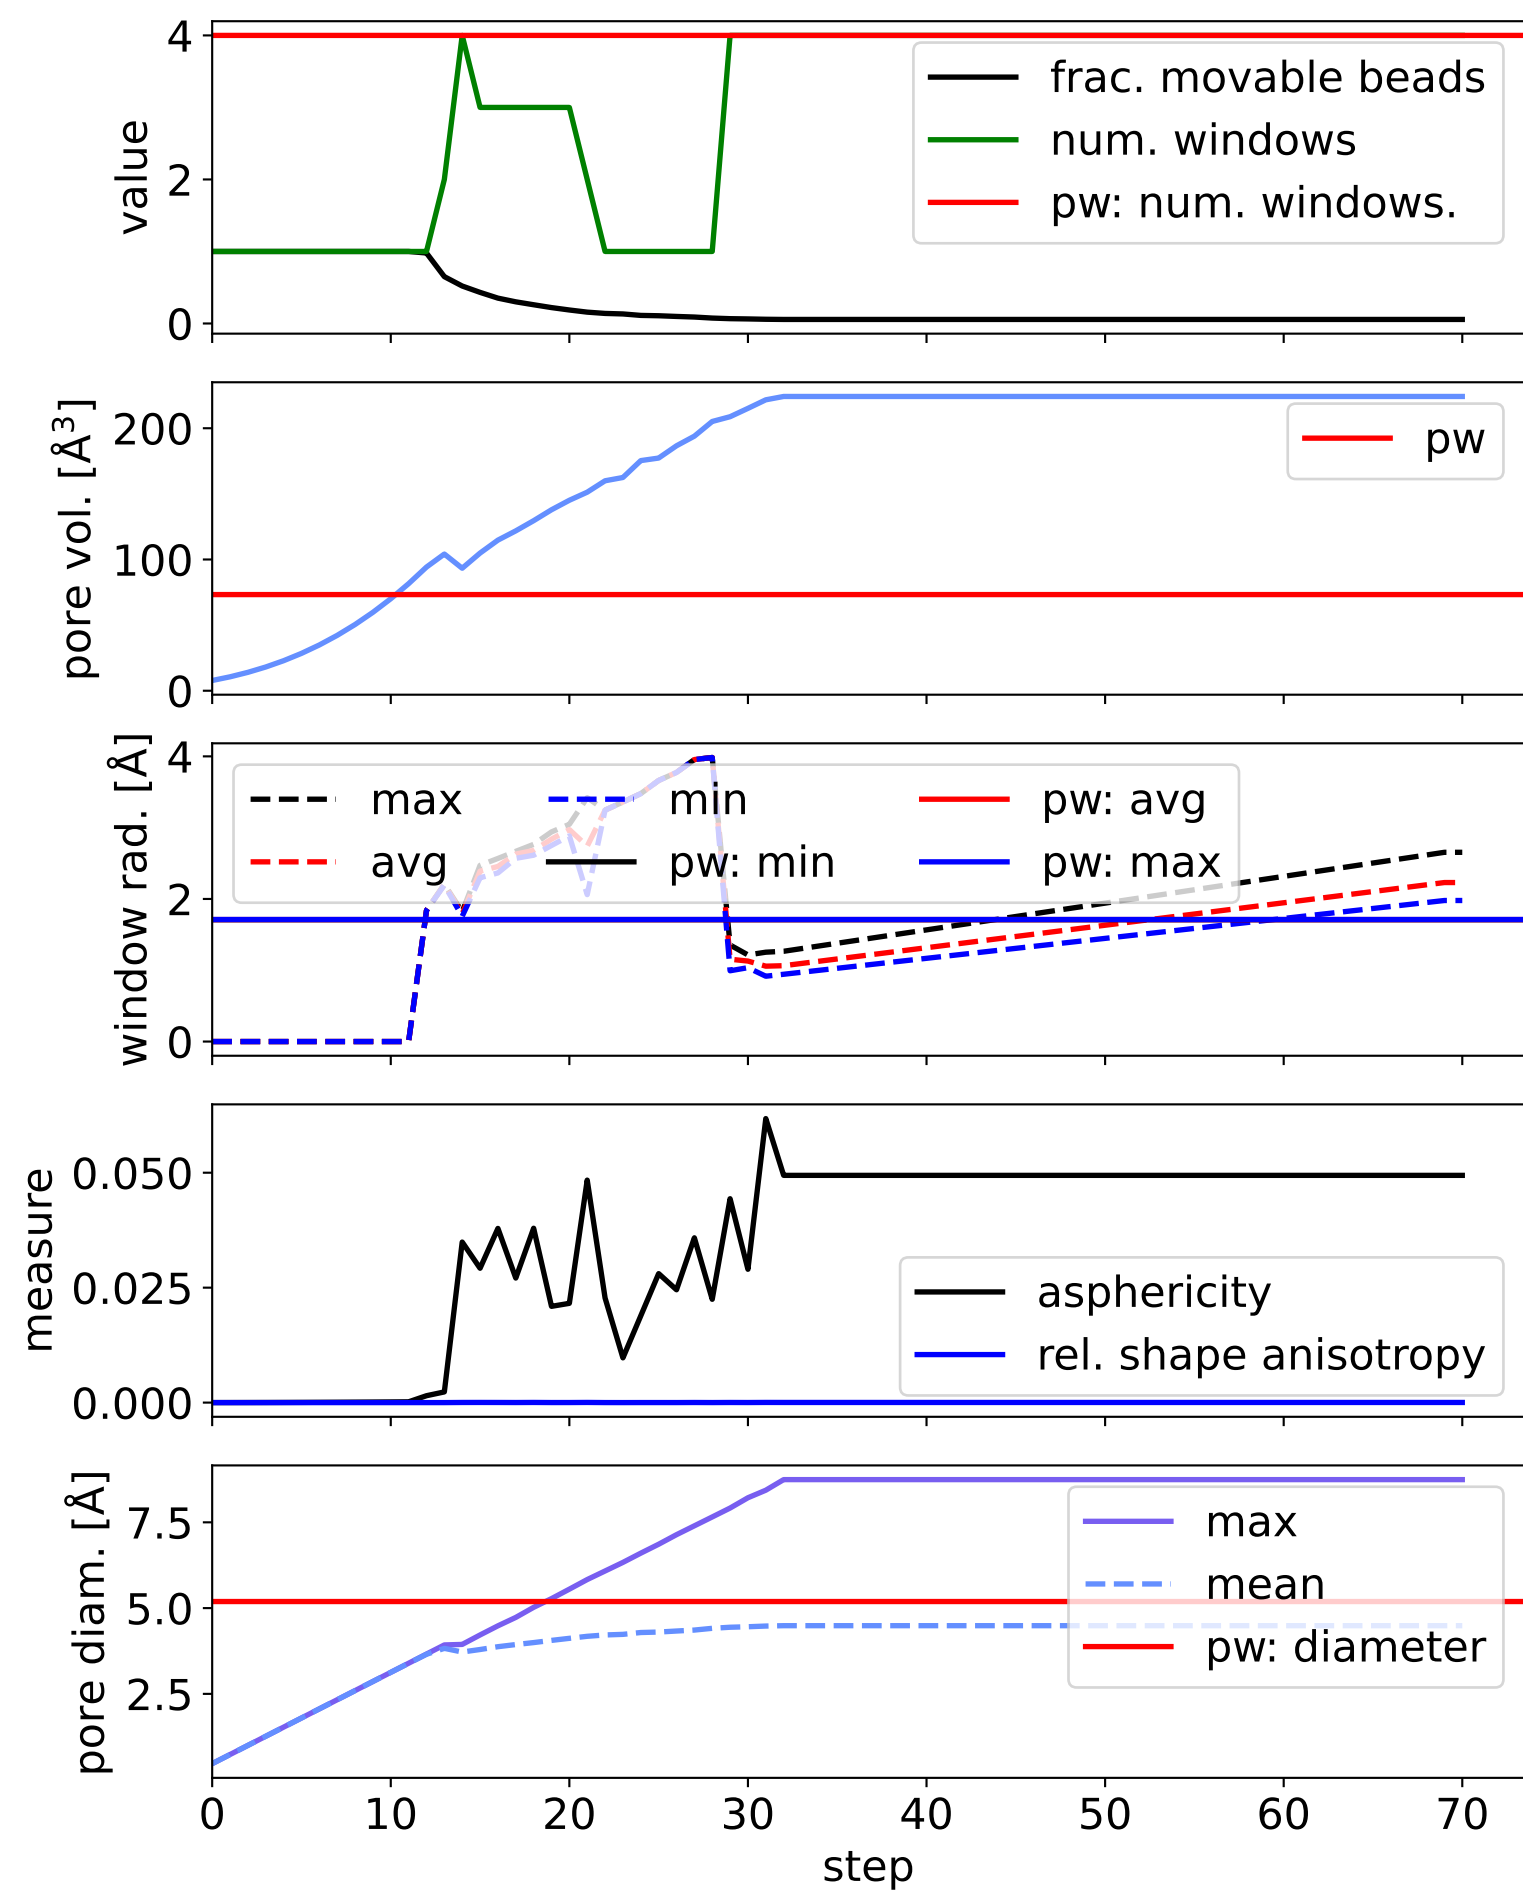 4
2
0
value
frac. movable beads
num. windows
pw: num. windows.
200
100
0
pore vol. [Å³]
pw
4
2
0
window rad. [Å]
max
avg
min
pw: min
pw: avg
pw: max
0.050
0.025
0.000
measure
asphericity
rel. shape anisotropy
7.5
5.0
2.5
pore diam. [Å]
max
mean
pw: diameter
0 10 20 30 40 50 60 70
step